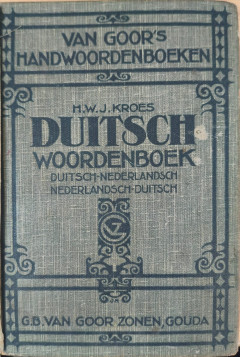 VAN GOOR'S
HANDWOORDENBOEKEN
H.W.J. KROES
DUITSCH
WOORDENBOEK
DUITSCH-NEDERLANDSCH
NEDERLANDSCH-DUITSCH
G.B. VAN GOOR ZONEN, GOUDA